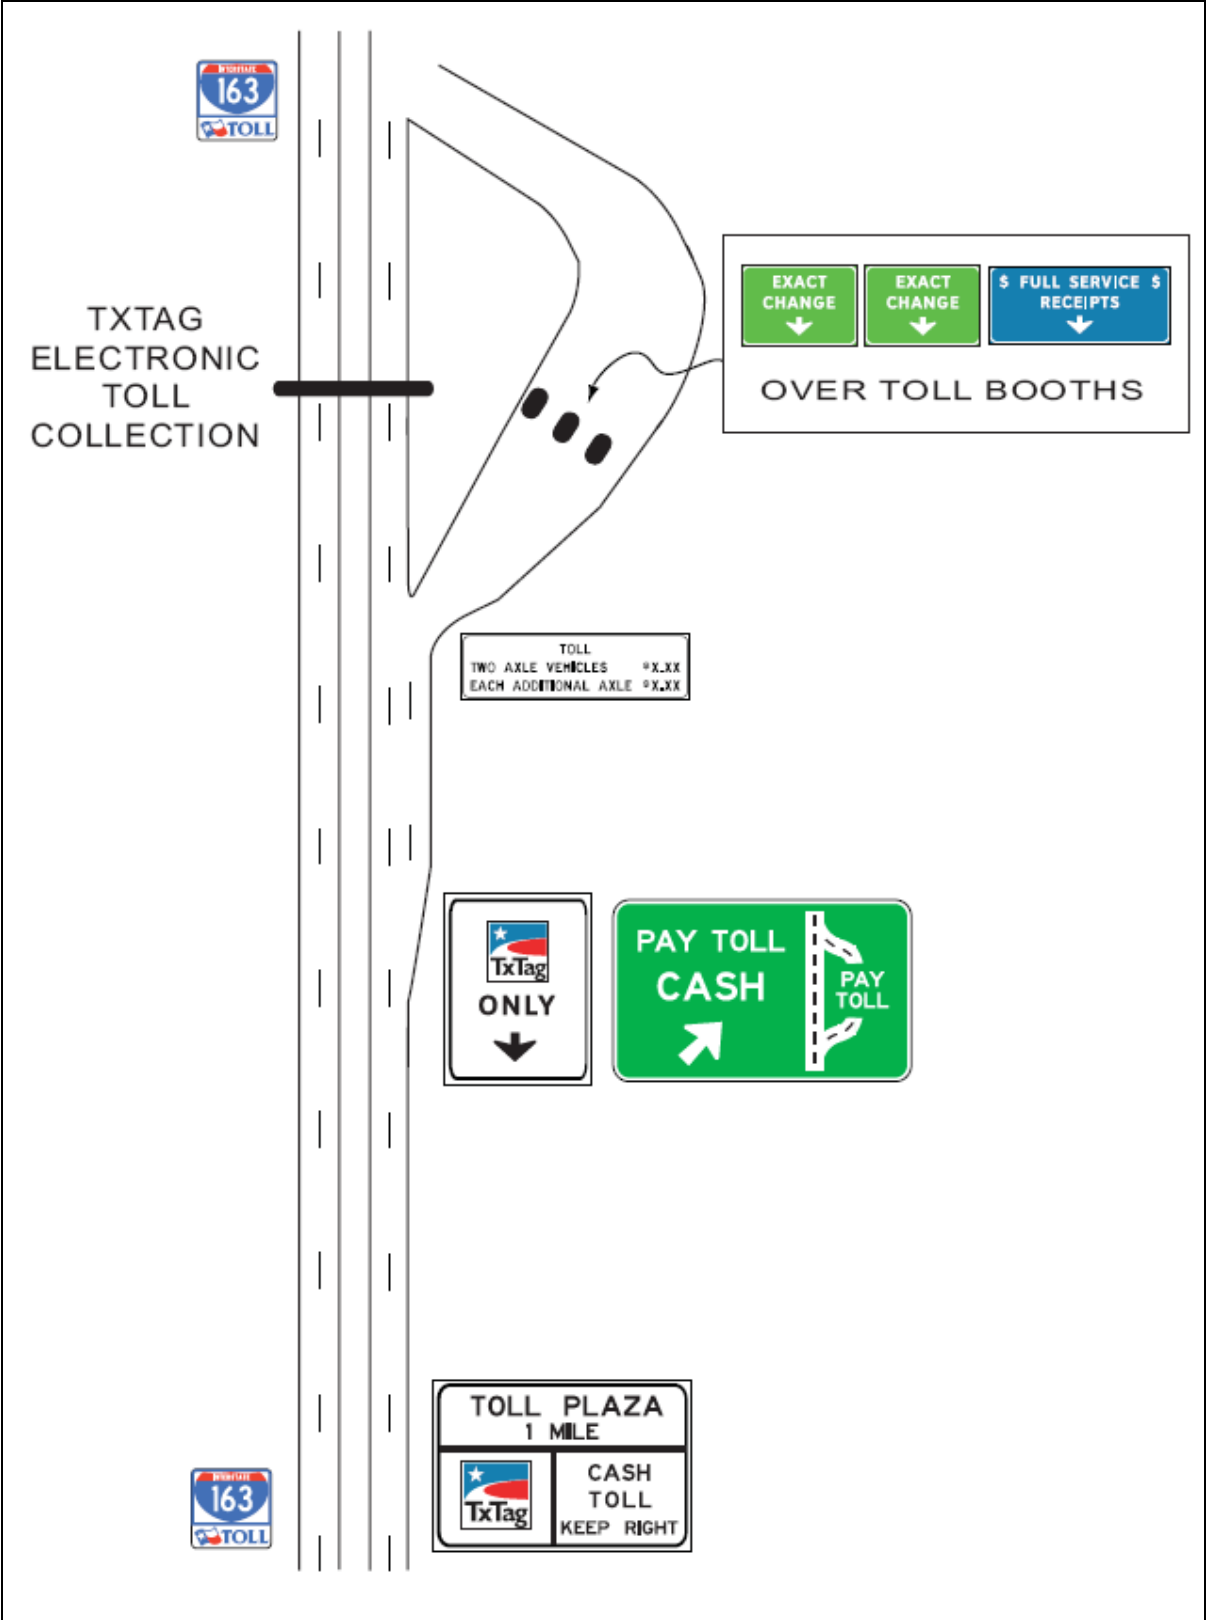 INTERSTATE
163
TOLL
EXACT
CHANGE
EXACT
CHANGE
$ FULL SERVICE $
RECEIPTS
OVER TOLL BOOTHS
TXTAG
ELECTRONIC
TOLL
COLLECTION
TOLL
TWO AXLE VEHICLES $X.XX
EACH ADDITIONAL AXLE $X.XX
TxTag
ONLY
PAY TOLL
CASH
PAY
TOLL
TOLL PLAZA
1 MILE
TxTag
CASH
TOLL
KEEP RIGHT
INTERSTATE
163
TOLL